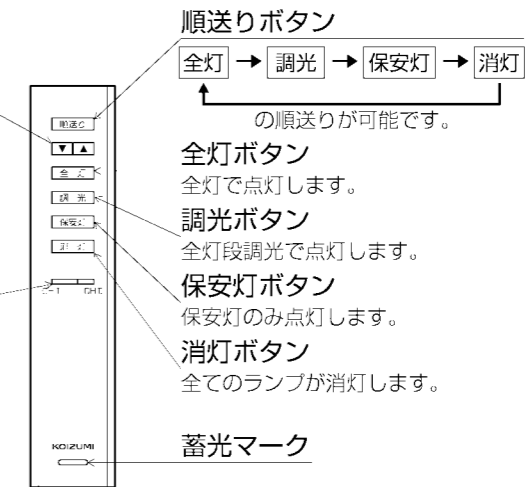 順送りボタン
全灯 → 調光 → 保安灯 → 消灯
の順送りが可能です。
順送り
▼ ▲
全灯ボタン
全 灯
全灯で点灯します。
調 光
調光ボタン
保安灯
全灯段調光で点灯します。
消 灯
保安灯ボタン
CH1 CH2
保安灯のみ点灯します。
消灯ボタン
全てのランプが消灯します。
KOIZUMI
蓄光マーク